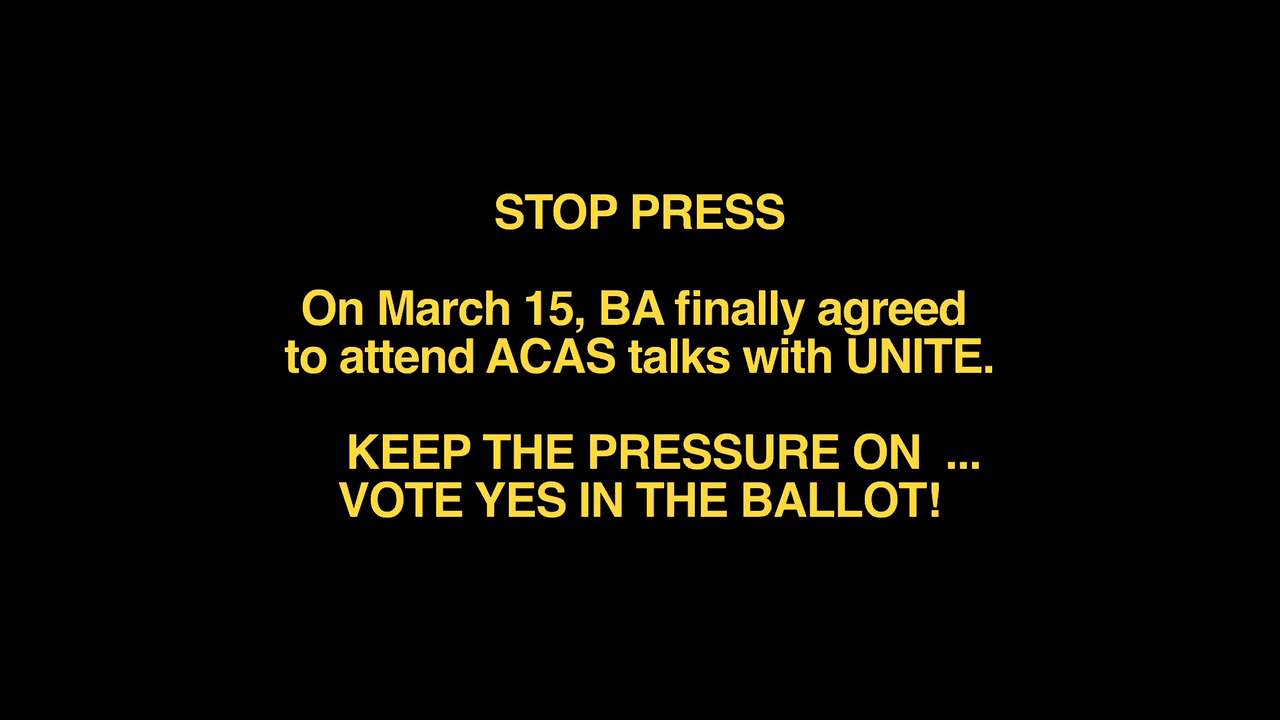 STOP PRESS
On March 15, BA finally agreed
to attend ACAS talks with UNITE.
KEEP THE PRESSURE ON  ...
VOTE YES IN THE BALLOT!